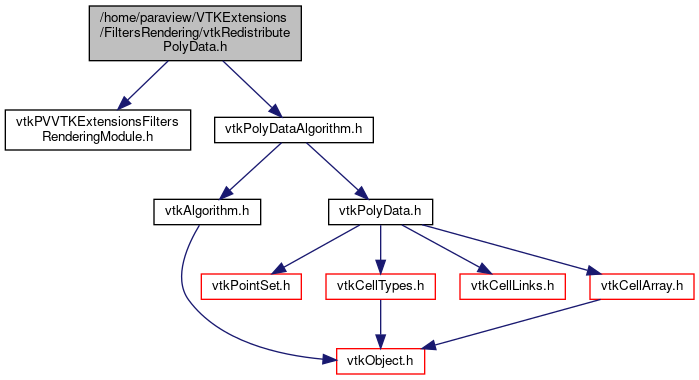 /home/paraview/VTKExtensions
/FiltersRendering/vtkRedistribute
PolyData.h
vtkPVVTKExtensionsFilters
RenderingModule.h
vtkPolyDataAlgorithm.h
vtkAlgorithm.h
vtkPolyData.h
vtkPointSet.h
vtkCellTypes.h
vtkCellLinks.h
vtkCellArray.h
vtkObject.h